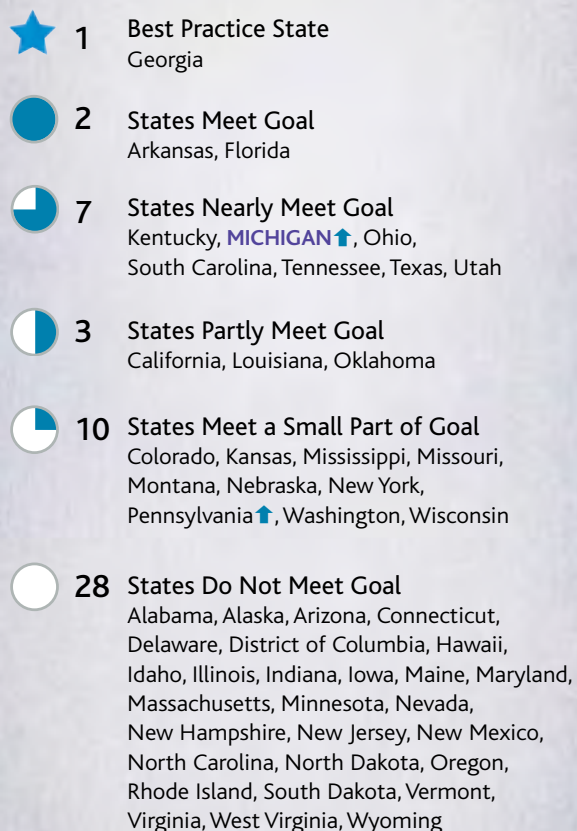 1 Best Practice State
Georgia
2 States Meet Goal
Arkansas, Florida
7 States Nearly Meet Goal
Kentucky, MICHIGAN⬆, Ohio,
South Carolina, Tennessee, Texas, Utah
3 States Partly Meet Goal
California, Louisiana, Oklahoma
10 States Meet a Small Part of Goal
Colorado, Kansas, Mississippi, Missouri,
Montana, Nebraska, New York,
Pennsylvania⬆, Washington, Wisconsin
28 States Do Not Meet Goal
Alabama, Alaska, Arizona, Connecticut,
Delaware, District of Columbia, Hawaii,
Idaho, Illinois, Indiana, Iowa, Maine, Maryland,
Massachusetts, Minnesota, Nevada,
New Hampshire, New Jersey, New Mexico,
North Carolina, North Dakota, Oregon,
Rhode Island, South Dakota, Vermont,
Virginia, West Virginia, Wyoming